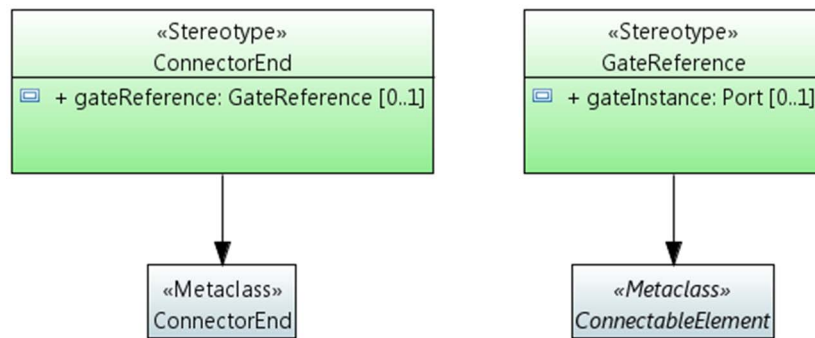 «Stereotype»
ConnectorEnd
+ gateReference: GateReference [0..1]
«Metaclass»
ConnectorEnd
«Stereotype»
GateReference
+ gateInstance: Port [0..1]
«Metaclass»
ConnectableElement